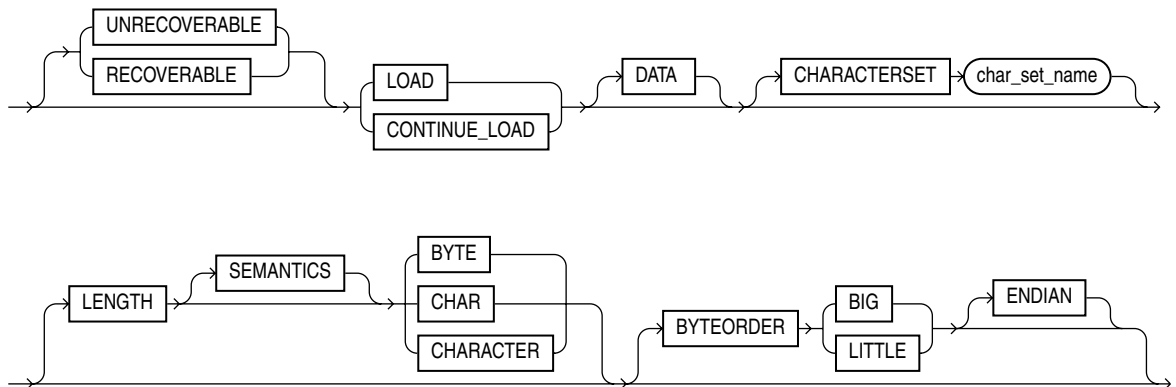 UNRECOVERABLE
RECOVERABLE
LOAD
CONTINUE_LOAD
DATA
CHARACTERSET
char_set_name
LENGTH
SEMANTICS
BYTE
CHAR
CHARACTER
BYTEORDER
BIG
LITTLE
ENDIAN